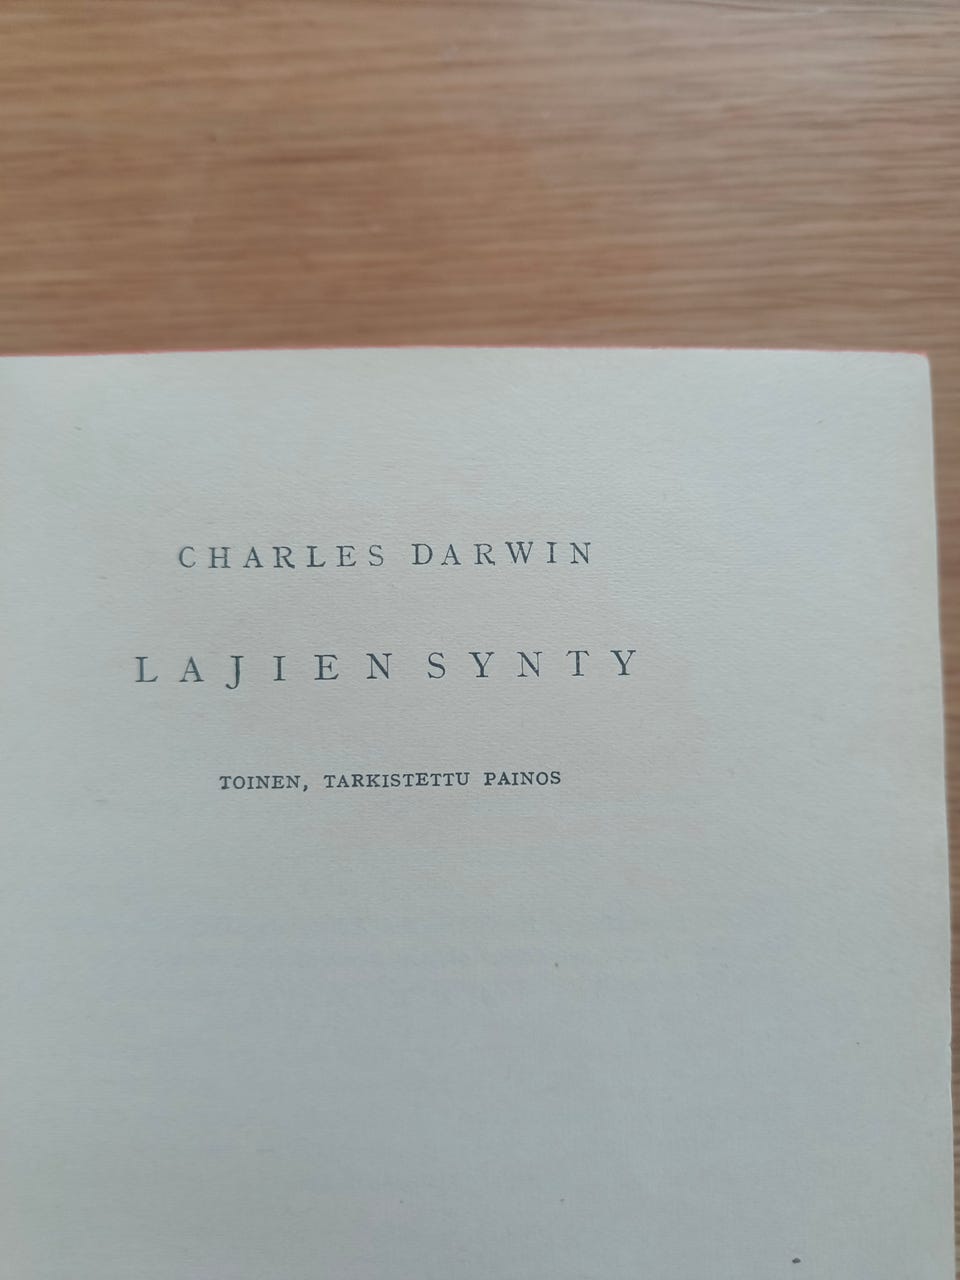 CHARLES DARWIN
LAJIEN SYNTY
TOINEN, TARKISTETTU PAINOS